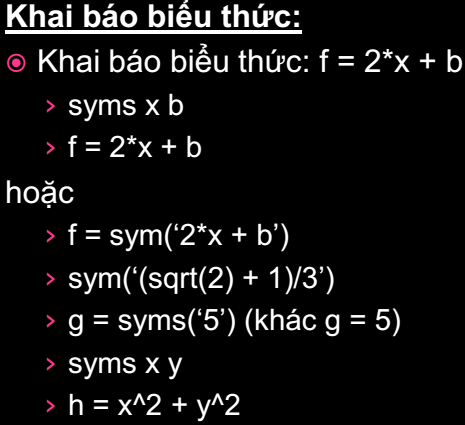 Khai báo biểu thức:
Khai báo biểu thức: f = 2*x + b
› syms x b
› f = 2*x + b
hoặc
› f = sym(‘2*x + b’)
› sym(‘(sqrt(2) + 1)/3’)
› g = syms(‘5’) (khác g = 5)
› syms x y
› h = x^2 + y^2